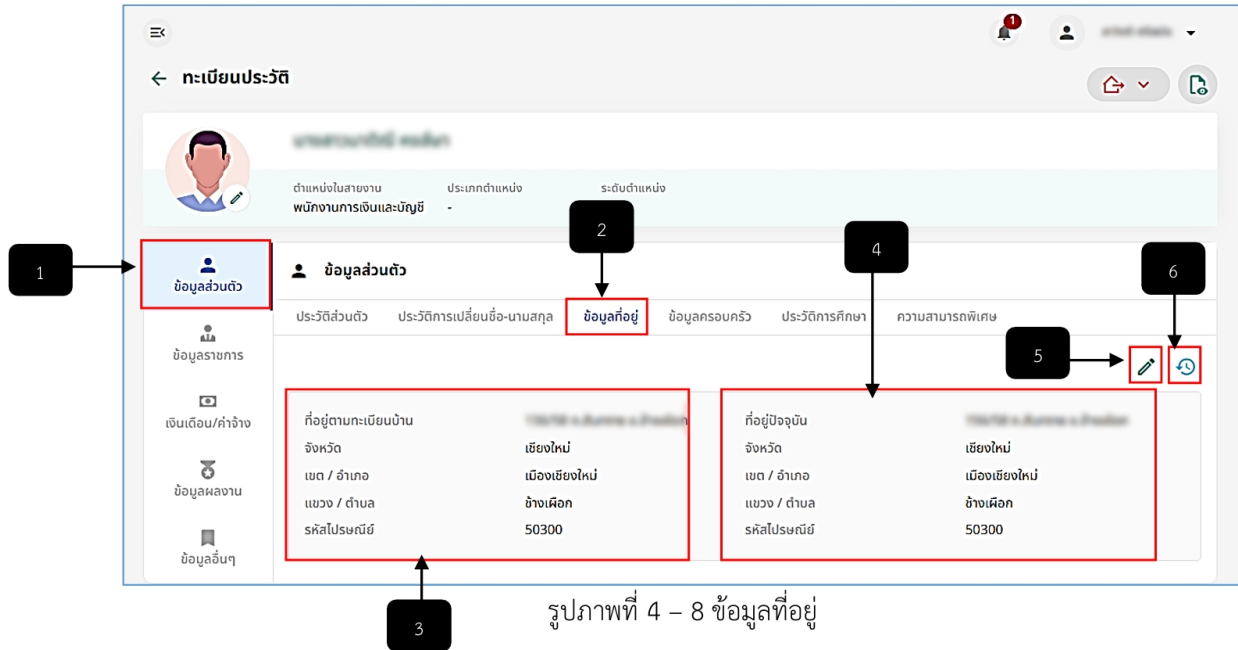 1
ทะเบียนประวัติ
ตำแหน่งในสายงาน ประเภทตำแหน่ง ระดับตำแหน่ง
พนักงานการเงินและบัญชี -
2
4
1
6
ข้อมูลส่วนตัว
ข้อมูลส่วนตัว
ประวัติส่วนตัว ประวัติการเปลี่ยนชื่อ-นามสกุล ข้อมูลที่อยู่ ข้อมูลครอบครัว ประวัติการศึกษา ความสามารถพิเศษ
ข้อมูลราชการ
5
เงินเดือน/ค่าจ้าง
ข้อมูลผลงาน
ข้อมูลอื่นๆ
ที่อยู่ตามทะเบียนบ้าน
จังหวัด เชียงใหม่
เขต / อำเภอ เมืองเชียงใหม่
แขวง / ตำบล ช้างเผือก
รหัสไปรษณีย์ 50300
ที่อยู่ปัจจุบัน
จังหวัด เชียงใหม่
เขต / อำเภอ เมืองเชียงใหม่
แขวง / ตำบล ช้างเผือก
รหัสไปรษณีย์ 50300
3
รูปภาพที่ 4 – 8 ข้อมูลที่อยู่